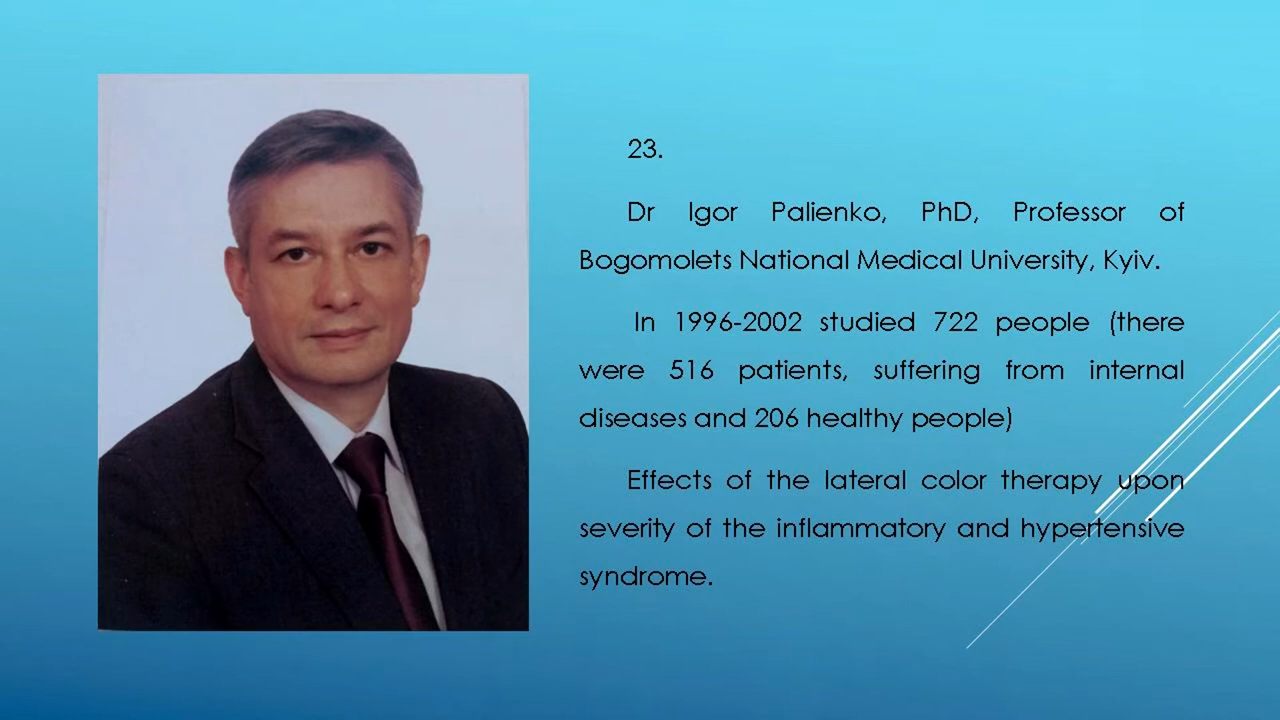 23.
Dr Igor Palienko, PhD, Professor of
Bogomolets National Medical University, Kyiv.
In 1996-2002 studied 722 people (there
were 516 patients, suffering from internal
diseases and 206 healthy people)
Effects of the lateral color therapy upon
severity of the inflammatory and hypertensive
syndrome.